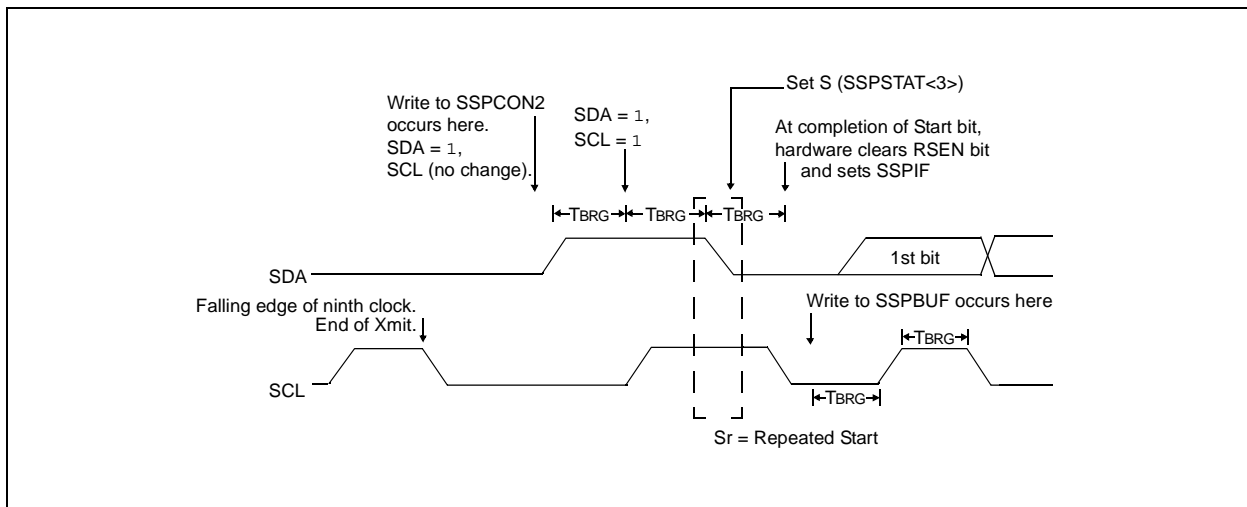 Set S (SSPSTAT<3>)
Write to SSPCON2
occurs here.
SDA = 1,
SCL (no change).
SDA = 1,
SCL = 1
At completion of Start bit,
hardware clears RSEN bit
and sets SSPIF
TBRG
TBRG
TBRG
SDA
1st bit
Falling edge of ninth clock.
End of Xmit.
Write to SSPBUF occurs here
TBRG
SCL
TBRG
Sr = Repeated Start